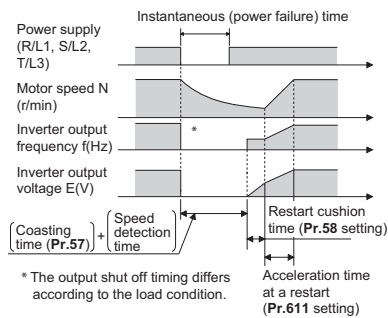 Instantaneous (power failure) time
Power supply
(R/L1, S/L2,
T/L3)
Motor speed N
(r/min)
Inverter output
frequency f(Hz)
*
Inverter output
voltage E(V)
Coasting
time (Pr.57)
+
Speed
detection
time
Restart cushion
time (Pr.58 setting)
* The output shut off timing differs
according to the load condition.
Acceleration time
at a restart
(Pr.611 setting)